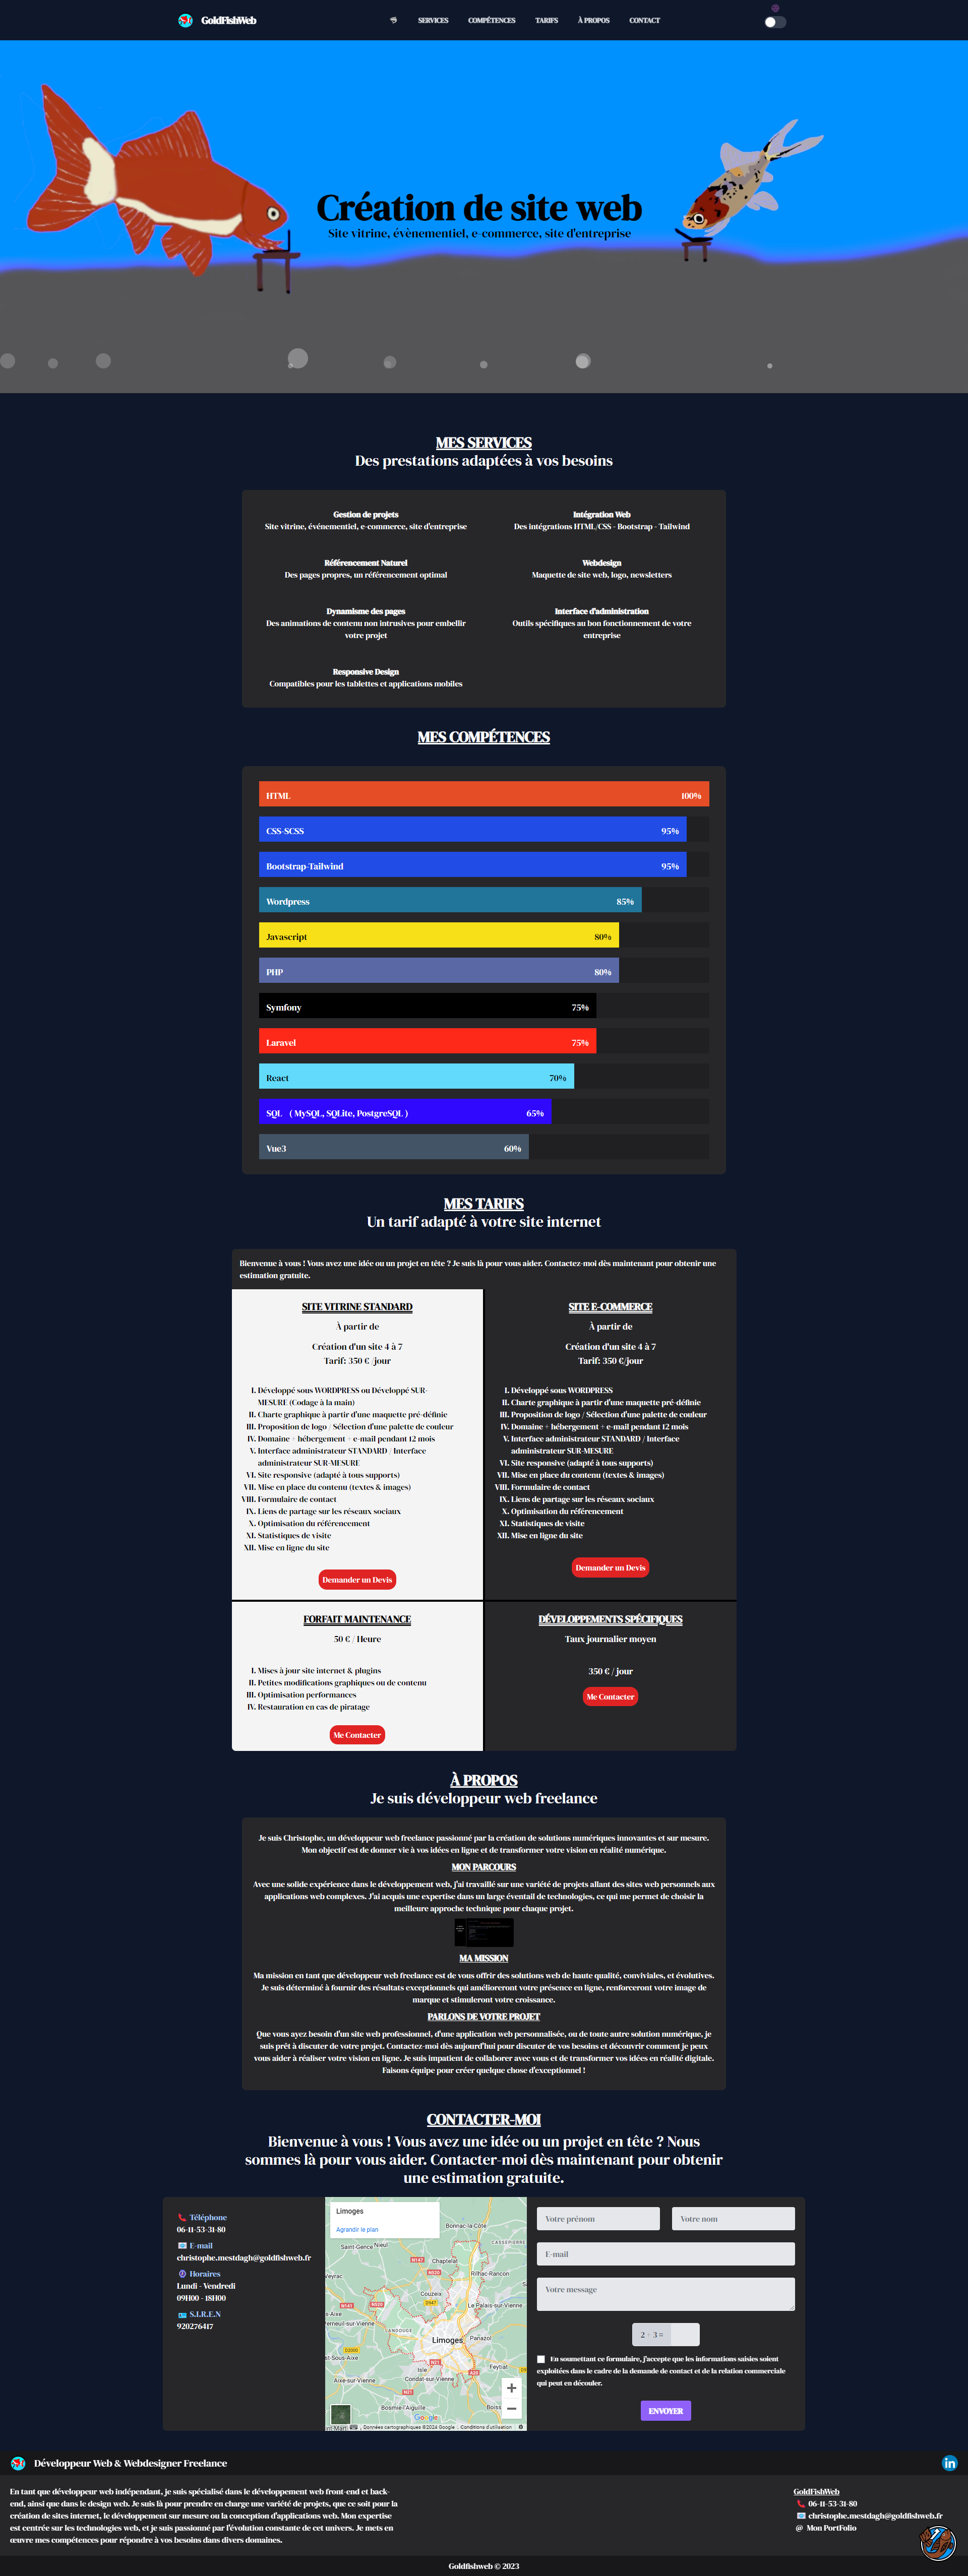 GoldFishWeb
SERVICES
COMPÉTENCES
TARIFS
À PROPOS
CONTACT
Création de site web
Site vitrine, évènementiel, e-commerce, site d'entreprise
MES SERVICES
Des prestations adaptées à vos besoins
Gestion de projets
Site vitrine, événementiel, e-commerce, site d'entreprise
Intégration Web
Des intégrations HTML/CSS - Bootstrap - Tailwind
Référencement Naturel
Des pages propres, un référencement optimal
Webdesign
Maquette de site web, logo, newsletters
Dynamisme des pages
Des animations de contenu non intrusives pour embellir
votre projet
Interface d'administration
Outils spécifiques au bon fonctionnement de votre
entreprise
Responsive Design
Compatibles pour les tablettes et applications mobiles
MES COMPÉTENCES
HTML 100%
CSS-SCSS 95%
Bootstrap-Tailwind 95%
Wordpress 85%
Javascript 80%
PHP 80%
Symfony 75%
Laravel 75%
React 70%
SQL ( MySQL, SQLite, PostgreSQL ) 65%
Vue3 60%
MES TARIFS
Un tarif adapté à votre site internet
Bienvenue à vous ! Vous avez une idée ou un projet en tête ? Je suis là pour vous aider. Contactez-moi dès maintenant pour obtenir une
estimation gratuite.
SITE VITRINE STANDARD
À partir de
Création d'un site 4 à 7
Tarif: 350 € /jour
I. Développé sous WORDPRESS ou Développé SUR-
MESURE (Codage à la main)
II. Charte graphique à partir d'une maquette pré-définie
III. Proposition de logo / Sélection d'une palette de couleur
IV. Domaine + hébergement + e-mail pendant 12 mois
V. Interface administrateur STANDARD / Interface
administrateur SUR-MESURE
VI. Site responsive (adapté à tous supports)
VII. Mise en place du contenu (textes & images)
VIII. Formulaire de contact
IX. Liens de partage sur les réseaux sociaux
X. Optimisation du référencement
XI. Statistiques de visite
XII. Mise en ligne du site
Demander un Devis
SITE E-COMMERCE
À partir de
Création d'un site 4 à 7
Tarif: 350 €/jour
I. Développé sous WORDPRESS
II. Charte graphique à partir d'une maquette pré-définie
III. Proposition de logo / Sélection d'une palette de couleur
IV. Domaine + hébergement + e-mail pendant 12 mois
V. Interface administrateur STANDARD / Interface
administrateur SUR-MESURE
VI. Site responsive (adapté à tous supports)
VII. Mise en place du contenu (textes & images)
VIII. Formulaire de contact
IX. Liens de partage sur les réseaux sociaux
X. Optimisation du référencement
XI. Statistiques de visite
XII. Mise en ligne du site
Demander un Devis
FORFAIT MAINTENANCE
50 € / Heure
I. Mises à jour site internet & plugins
II. Petites modifications graphiques ou de contenu
III. Optimisation performances
IV. Restauration en cas de piratage
Me Contacter
DÉVELOPPEMENTS SPÉCIFIQUES
Taux journalier moyen
350 € / jour
Me Contacter
À PROPOS
Je suis développeur web freelance
Je suis Christophe, un développeur web freelance passionné par la création de solutions numériques innovantes et sur mesure.
Mon objectif est de donner vie à vos idées en ligne et de transformer votre vision en réalité numérique.
MON PARCOURS
Avec une solide expérience dans le développement web, j'ai travaillé sur une variété de projets allant des sites web personnels aux
applications web complexes. J'ai acquis une expertise dans un large éventail de technologies, ce qui me permet de choisir la
meilleure approche technique pour chaque projet.
MA MISSION
Ma mission en tant que développeur web freelance est de vous offrir des solutions web de haute qualité, conviviales, et évolutives.
Je suis déterminé à fournir des résultats exceptionnels qui amélioreront votre présence en ligne, renforceront votre image de
marque et stimuleront votre croissance.
PARLONS DE VOTRE PROJET
Que vous ayez besoin d'un site web professionnel, d'une application web personnalisée, ou de toute autre solution numérique, je
suis prêt à discuter de votre projet. Contactez-moi dès aujourd'hui pour discuter de vos besoins et découvrir comment je peux
vous aider à réaliser votre vision en ligne. Je suis impatient de collaborer avec vous et de transformer vos idées en réalité digitale.
Faisons équipe pour créer quelque chose d'exceptionnel !
CONTACTER-MOI
Bienvenue à vous ! Vous avez une idée ou un projet en tête ? Nous
sommes là pour vous aider. Contacter-moi dès maintenant pour obtenir
une estimation gratuite.
Téléphone
06-11-53-31-80
E-mail
christophe.mestdagh@goldfishweb.fr
Horaires
Lundi - Vendredi
09H00 - 18H00
S.I.R.E.N
920276417
Limoges
Agrandir le plan
Bonnac-la-Côte
Saint-Gence
Nieul
Chaptelat
Rilhac-Rancon
Couzeix
Le Palais-sur-Vienne
Limoges
Panazol
Isle
Feytiat
Condat-sur-Vienne
Bosmie-l'Aiguille
Google
Données cartographiques ©2024 Google
Conditions d'utilisation
Votre prénom
Votre nom
E-mail
Votre message
2 + 3 =
En soumettant ce formulaire, j'accepte que les informations saisies soient
exploitées dans le cadre de la demande de contact et de la relation commerciale
qui peut en découler.
ENVOYER
Développeur Web & Webdesigner Freelance
in
En tant que développeur web indépendant, je suis spécialisé dans le développement web front-end et back-
end, ainsi que dans le design web. Je suis là pour prendre en charge une variété de projets, que ce soit pour la
création de sites internet, le développement sur mesure ou la conception d'applications web. Mon expertise
est centrée sur les technologies web, et je suis passionné par l'évolution constante de cet univers. Je mets en
œuvre mes compétences pour répondre à vos besoins dans divers domaines.
GoldFishWeb
06-11-53-31-80
christophe.mestdagh@goldfishweb.fr
@ Mon PortFolio
Goldfishweb © 2023